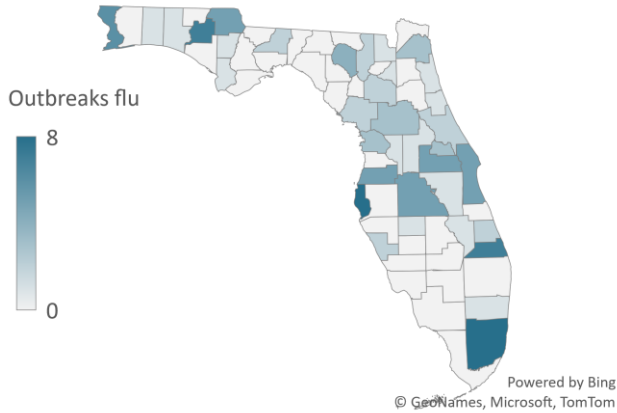 Outbreaks flu
8
0
Powered by Bing
© GeoNames, Microsoft, TomTom